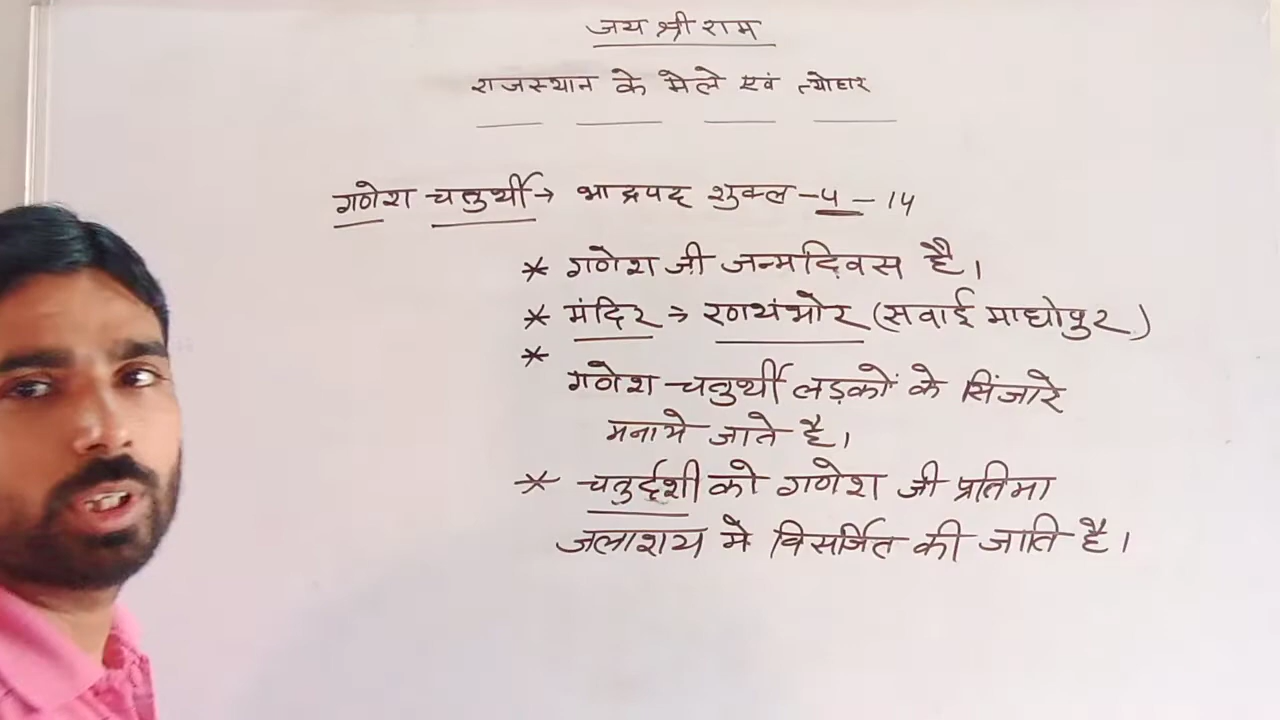 जय श्री राम
राजस्थान के मेले एवं त्योहार
गणेश चतुर्थी → भाद्रपद शुक्ल - 4 - 14
* गणेश जी जन्मदिवस है।
* मंदिर → रणथंभोर (सवाई माधोपुर)
* गणेश चतुर्थी लड़कों के सिंजारे
मनाये जाते है।
* चतुर्दशी को गणेश जी प्रतिमा
जलाशय मे विसर्जित की जाति है।